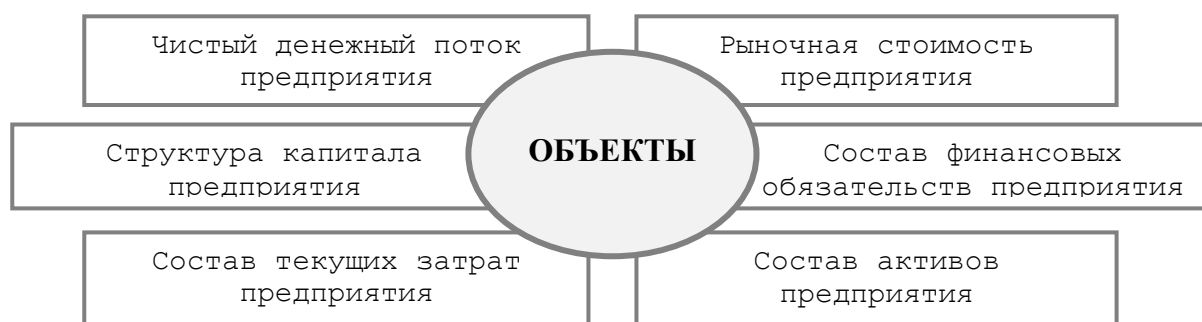 Чистый денежный поток
предприятия
Рыночная стоимость
предприятия
Структура капитала
предприятия
ОБЪЕКТЫ
Состав финансовых
обязательств предприятия
Состав текущих затрат
предприятия
Состав активов
предприятия